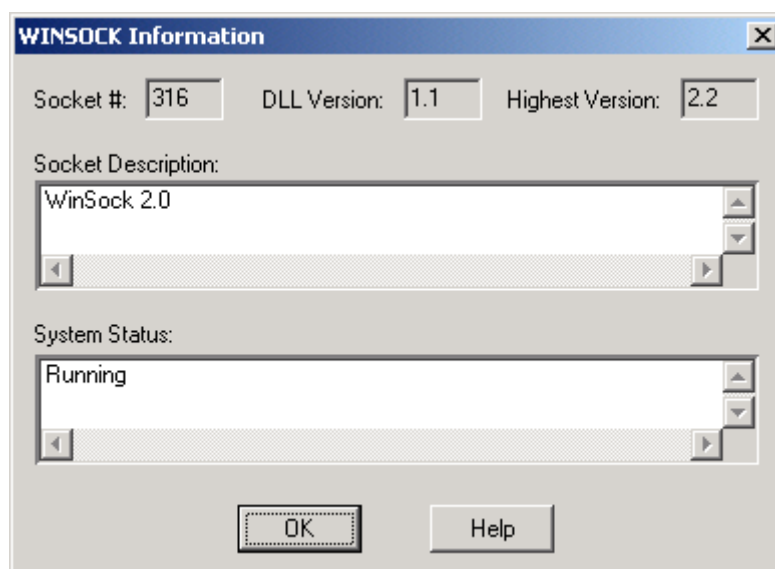 WINSOCK Information
Socket #: 316 DLL Version: 1.1 Highest Version: 2.2
Socket Description:
WinSock 2.0
System Status:
Running
OK Help